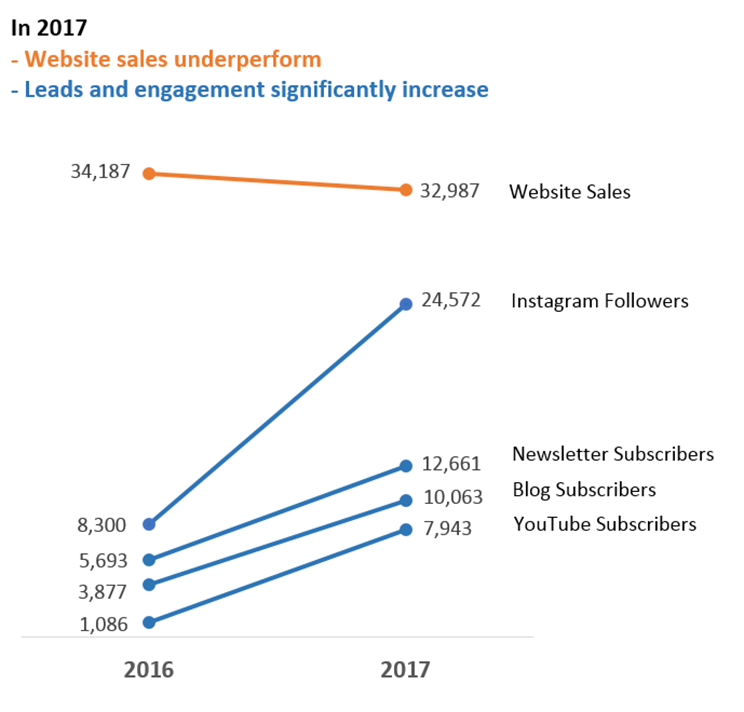 In 2017
- Website sales underperform
- Leads and engagement significantly increase
34,187
32,987 Website Sales
24,572 Instagram Followers
12,661 Newsletter Subscribers
10,063 Blog Subscribers
8,300
7,943 YouTube Subscribers
5,693
3,877
1,086
2016 2017